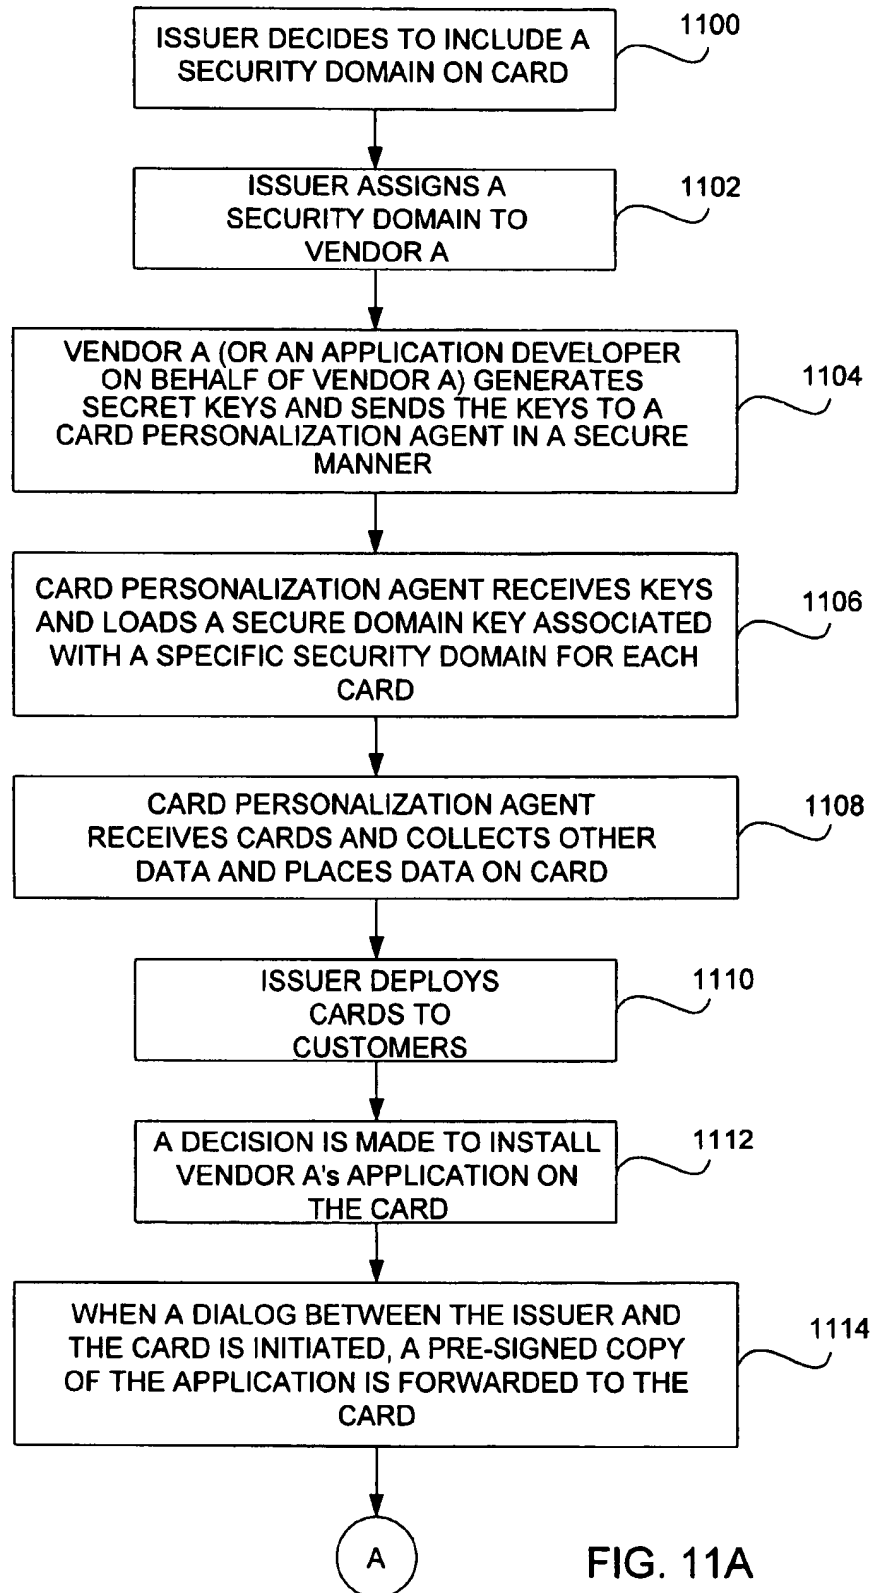 ISSUER DECIDES TO INCLUDE A
SECURITY DOMAIN ON CARD
1100
ISSUER ASSIGNS A
SECURITY DOMAIN TO
VENDOR A
1102
VENDOR A (OR AN APPLICATION DEVELOPER
ON BEHALF OF VENDOR A) GENERATES
SECRET KEYS AND SENDS THE KEYS TO A
CARD PERSONALIZATION AGENT IN A SECURE
MANNER
1104
CARD PERSONALIZATION AGENT RECEIVES KEYS
AND LOADS A SECURE DOMAIN KEY ASSOCIATED
WITH A SPECIFIC SECURITY DOMAIN FOR EACH
CARD
1106
CARD PERSONALIZATION AGENT
RECEIVES CARDS AND COLLECTS OTHER
DATA AND PLACES DATA ON CARD
1108
ISSUER DEPLOYS
CARDS TO
CUSTOMERS
1110
A DECISION IS MADE TO INSTALL
VENDOR A's APPLICATION ON
THE CARD
1112
WHEN A DIALOG BETWEEN THE ISSUER AND
THE CARD IS INITIATED, A PRE-SIGNED COPY
OF THE APPLICATION IS FORWARDED TO THE
CARD
1114
A
FIG. 11A